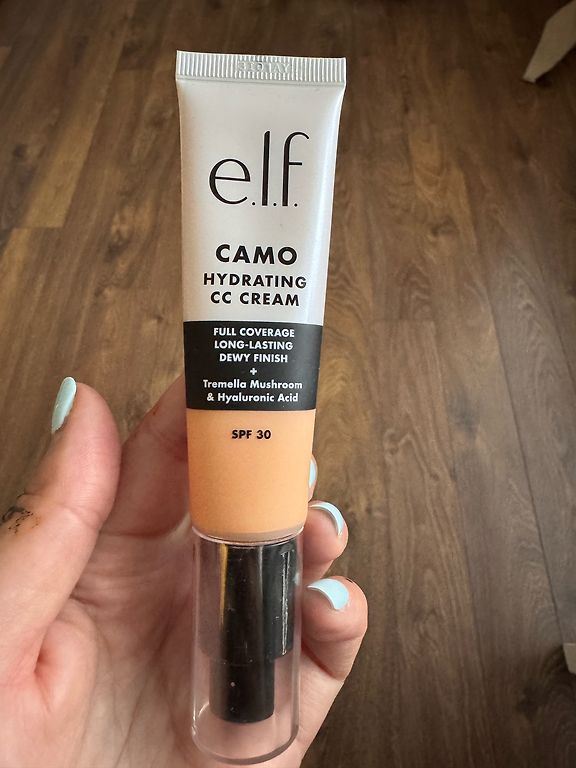 e.l.f.
CAMO
HYDRATING
CC CREAM
FULL COVERAGE
LONG-LASTING
DEWY FINISH
+
Tremella Mushroom
& Hyaluronic Acid
SPF 30